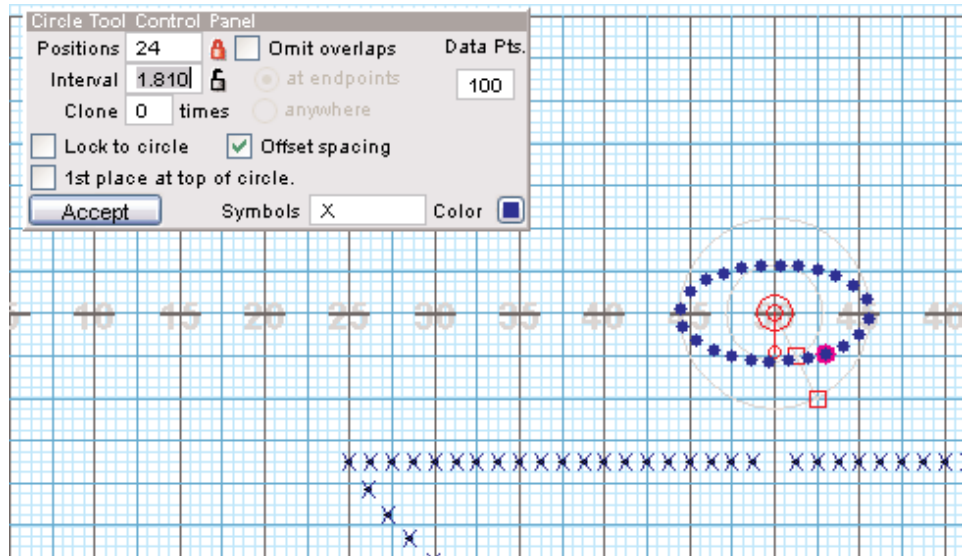 Circle Tool Control Panel
Positions 24 Omit overlaps Data Pts.
Interval 1.810 at endpoints 100
Clone 0 times anywhere
Lock to circle Offset spacing
1st place at top of circle.
Accept Symbols X Color
10 15 20 25 30 35 40 45 45 40